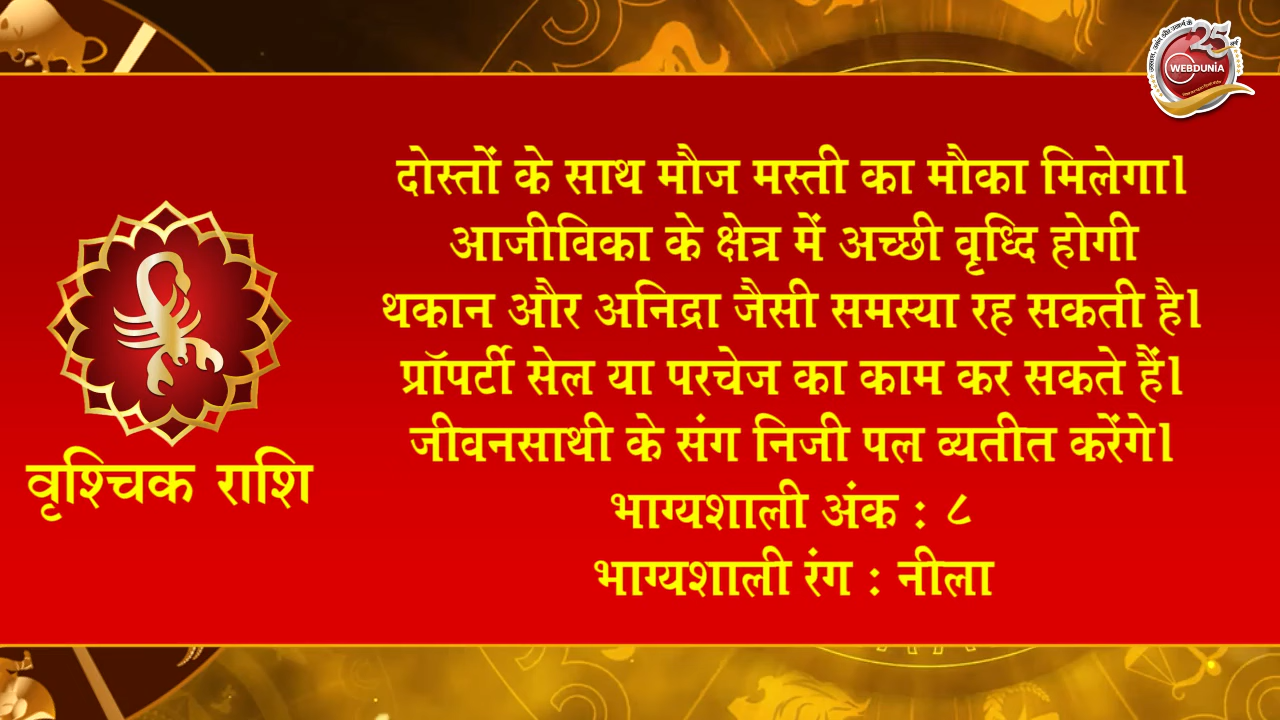 दोस्तों के साथ मौज मस्ती का मौका मिलेगा।
आजीविका के क्षेत्र में अच्छी वृध्दि होगी
थकान और अनिद्रा जैसी समस्या रह सकती है।
प्रॉपर्टी सेल या परचेज का काम कर सकते हैं।
जीवनसाथी के संग निजी पल व्यतीत करेंगे।
भाग्यशाली अंक : ८
भाग्यशाली रंग : नीला
वृश्चिक राशि
25
WEBDUNIA